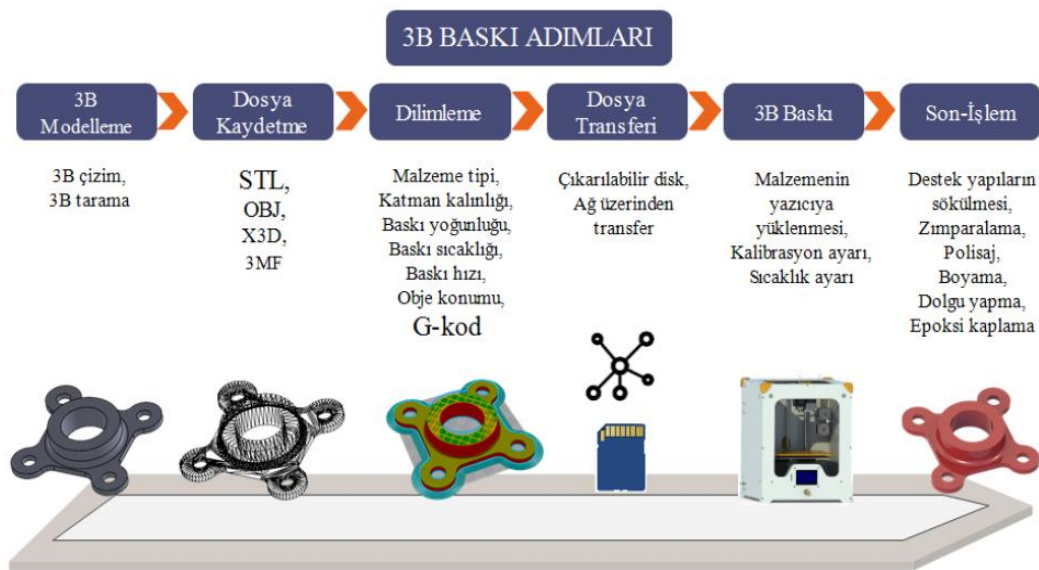 3B BASKI ADIMLARI
3B
Modelleme
Dosya
Kaydetme
Dilimleme
Dosya
Transferi
3B Baskı
Son-İşlem
3B çizim,
3B tarama
STL,
OBJ,
X3D,
3MF
Malzeme tipi,
Katman kalınlığı,
Baskı yoğunluğu,
Baskı sıcaklığı,
Baskı hızı,
Obje konumu,
G-kod
Çıkarılabilir disk,
Ağ üzerinden
transfer
Malzemenin
yazıcıya
yüklenmesi,
Kalibrasyon ayarı,
Sıcaklık ayarı
Destek yapıların
sökülmesi,
Zımparalama,
Polisaj,
Boyama,
Dolgu yapma,
Epoksi kaplama